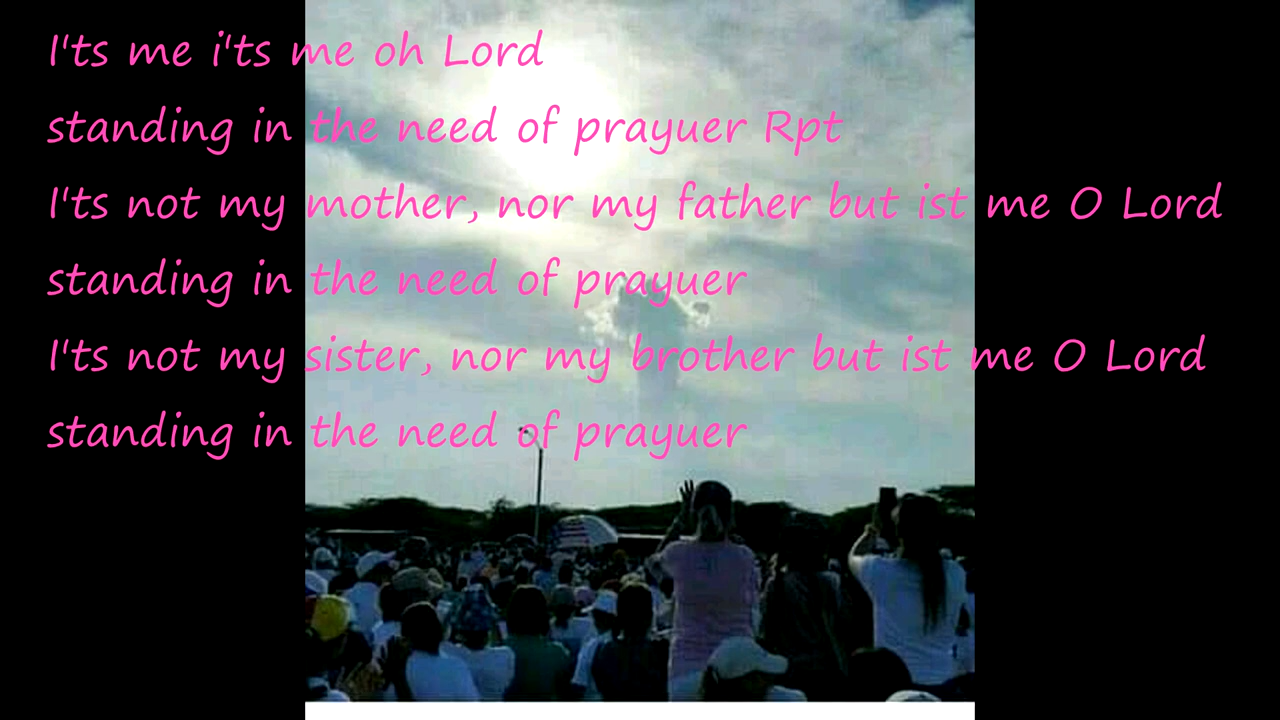 I'ts me i'ts me oh Lord
standing in the need of prayuer Rpt
I'ts not my mother, nor my father but ist me O Lord
standing in the need of prayuer
I'ts not my sister, nor my brother but ist me O Lord
standing in the need of prayuer